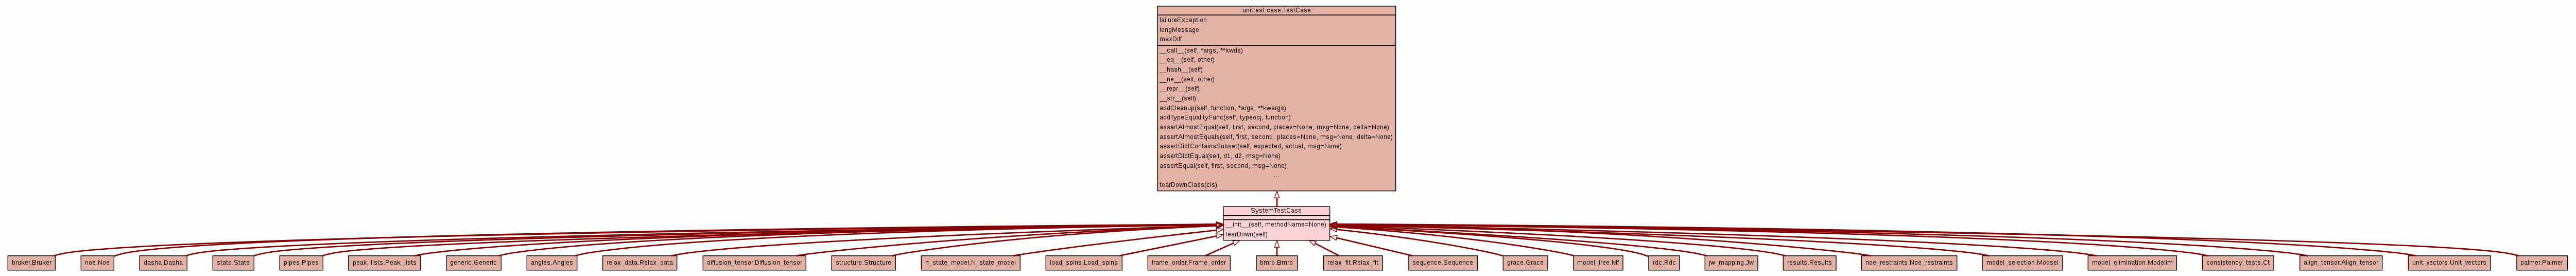 unittest.case.TestCase
failureException
longMessage
maxDiff
__call__(self, *args, **kwds)
__eq__(self, other)
__hash__(self)
__ne__(self, other)
__repr__(self)
__str__(self)
addCleanup(self, function, *args, **kwargs)
addTypeEqualityFunc(self, typeobj, function)
assertAlmostEqual(self, first, second, places=None, msg=None, delta=None)
assertAlmostEquals(self, first, second, places=None, msg=None, delta=None)
assertDictContainsSubset(self, expected, actual, msg=None)
assertDictEqual(self, d1, d2, msg=None)
assertEqual(self, first, second, msg=None)
...
tearDownClass(cls)
SystemTestCase
__init__(self, methodName=None)
tearDown(self)
bruker.Bruker
noe.Noe
dasha.Dasha
state.State
pipes.Pipes
peak_lists.Peak_lists
generic.Generic
angles.Angles
relax_data.Relax_data
diffusion_tensor.Diffusion_tensor
structure.Structure
n_state_model.N_state_model
load_spins.Load_spins
frame_order.Frame_order
bmrb.Bmrb
relax_fit.Relax_fit
sequence.Sequence
grace.Grace
model_free.Mf
rdc.Rdc
jw_mapping.Jw
results.Results
noe_restraints.Noe_restraints
model_selection.Modsel
model_elimination.Modelim
consistency_tests.Ct
align_tensor.Align_tensor
unit_vectors.Unit_vectors
palmer.Palmer